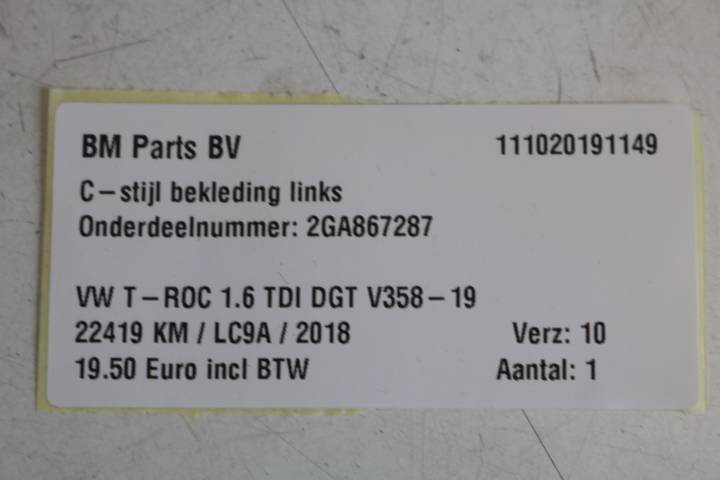 BM Parts BV 111020191149
C-stijl bekleding links
Onderdeelnummer: 2GA867287
VW T-ROC 1.6 TDI DGT V358-19
22419 KM / LC9A / 2018 Verz: 10
19.50 Euro incl BTW Aantal: 1